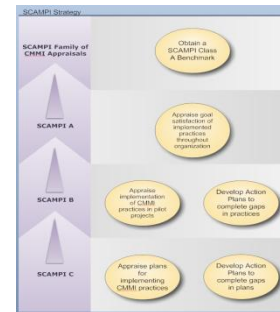 SCAMPI Strategy
SCAMPI Family of
CMMI Appraisals
Obtain a
SCAMPI Class
A Benchmark
SCAMPI A
Appraise goal
satisfaction of
implemented
practices
throughout
organization
SCAMPI B
Appraise
implementation
of CMMI
practices in pilot
projects
Develop Action
Plans to
complete gaps
in practices
SCAMPI C
Appraise plans
for
implementing
CMMI practices
Develop Action
Plans to
complete gaps
in plans